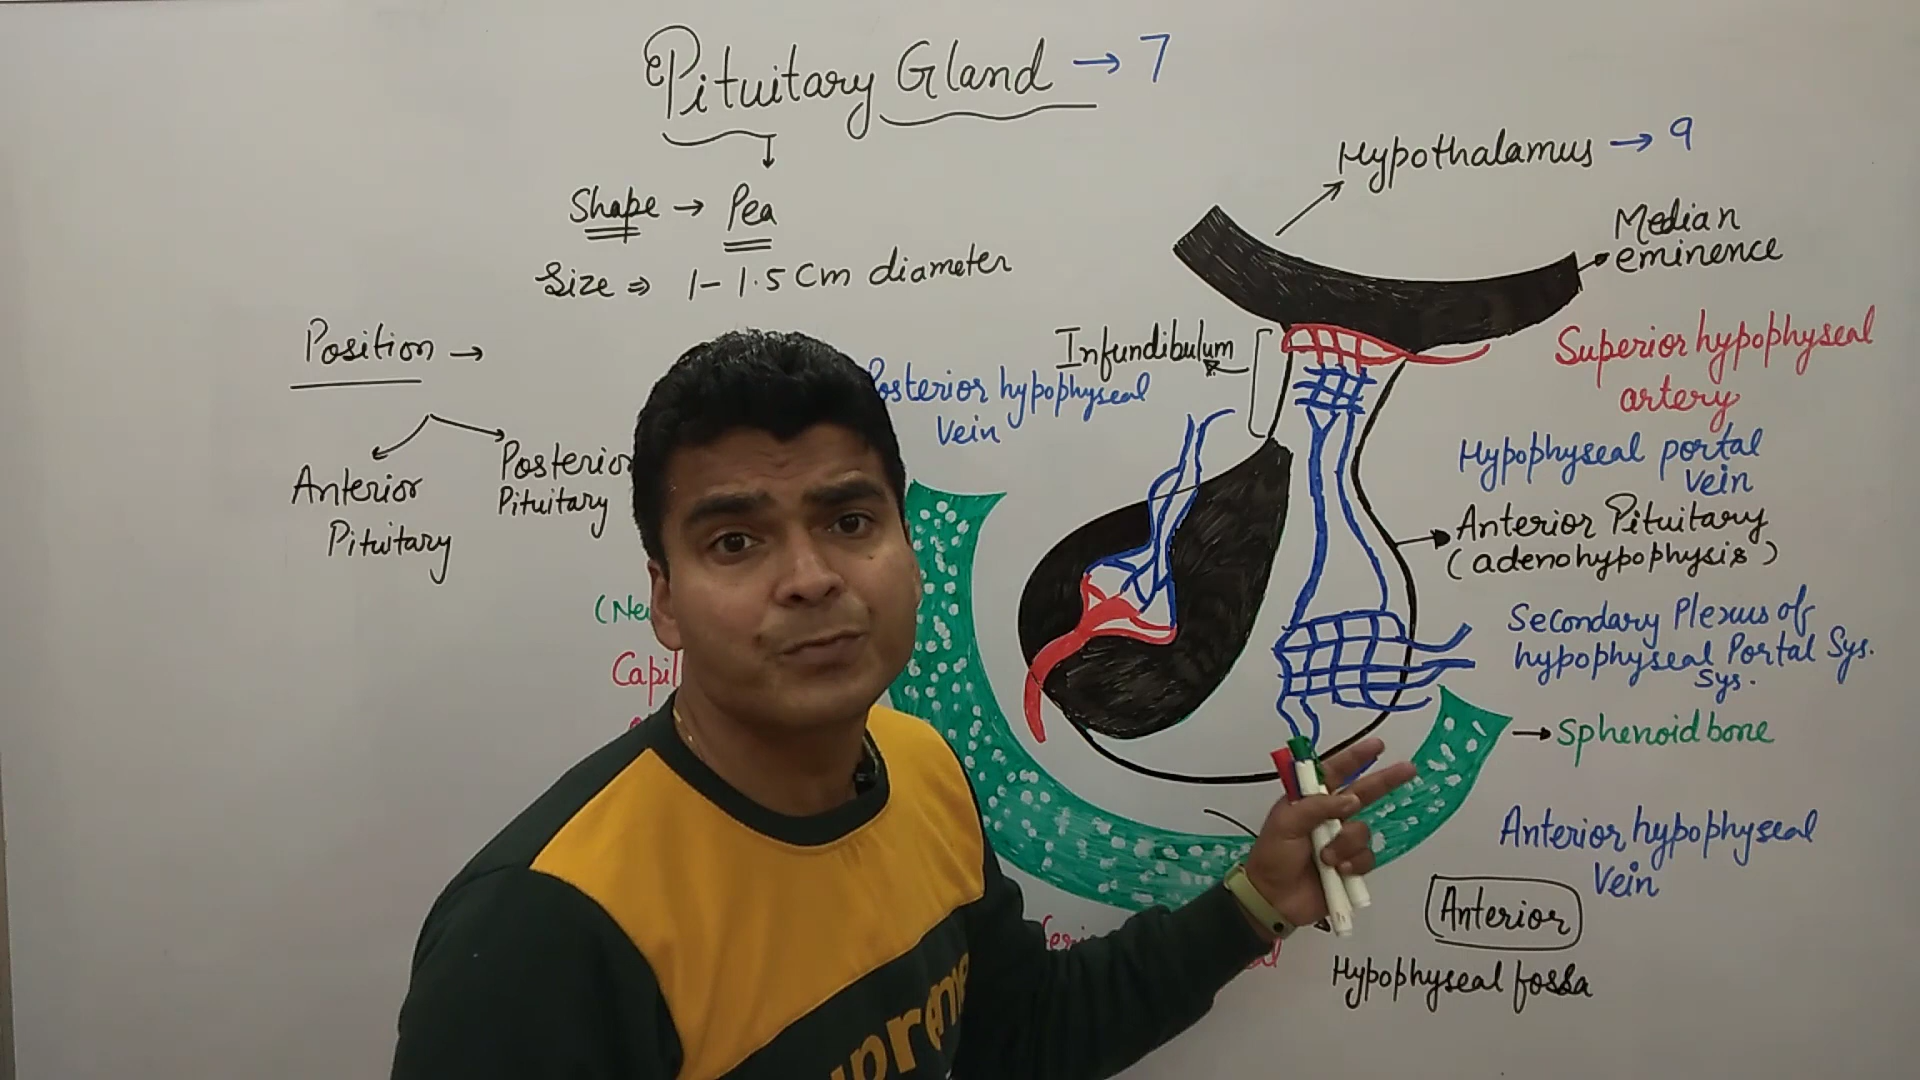 Pituitary Gland → 7
Hypothalamus → 9
Shape → Pea
Median
eminence
Size ⇒ 1-1.5 Cm diameter
Position →
Infundibulum
Superior hypophyseal
artery
Posterior hypophyseal
Vein
Anterior
Pituitary
Posterior
Pituitary
Hypophyseal portal
Vein
Anterior Pituitary
(adenohypophysis)
Secondary Plexus of
hypophyseal Portal Sys.
Sys.
Sphenoid bone
Anterior hypophyseal
Vein
Anterior
Hypophyseal fossa